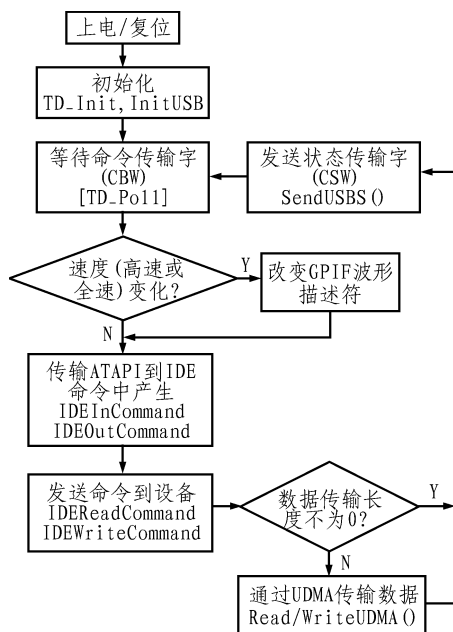 上电/复位
初始化
TD_Init,InitUSB
等待命令传输字
(CBW)
[TD_Poll]
发送状态传输字
(CSW)
SendUSBS()
速度(高速或
全速)变化?
Y
改变GPIF波形
描述符
N
传输ATAPI到IDE
命令中产生
IDEInCommand
IDEOutCommand
发送命令到设备
IDEReadCommand
IDEWriteCommand
数据传输长
度不为0?
Y
N
通过UDMA传输数据
Read/WriteUDMA()